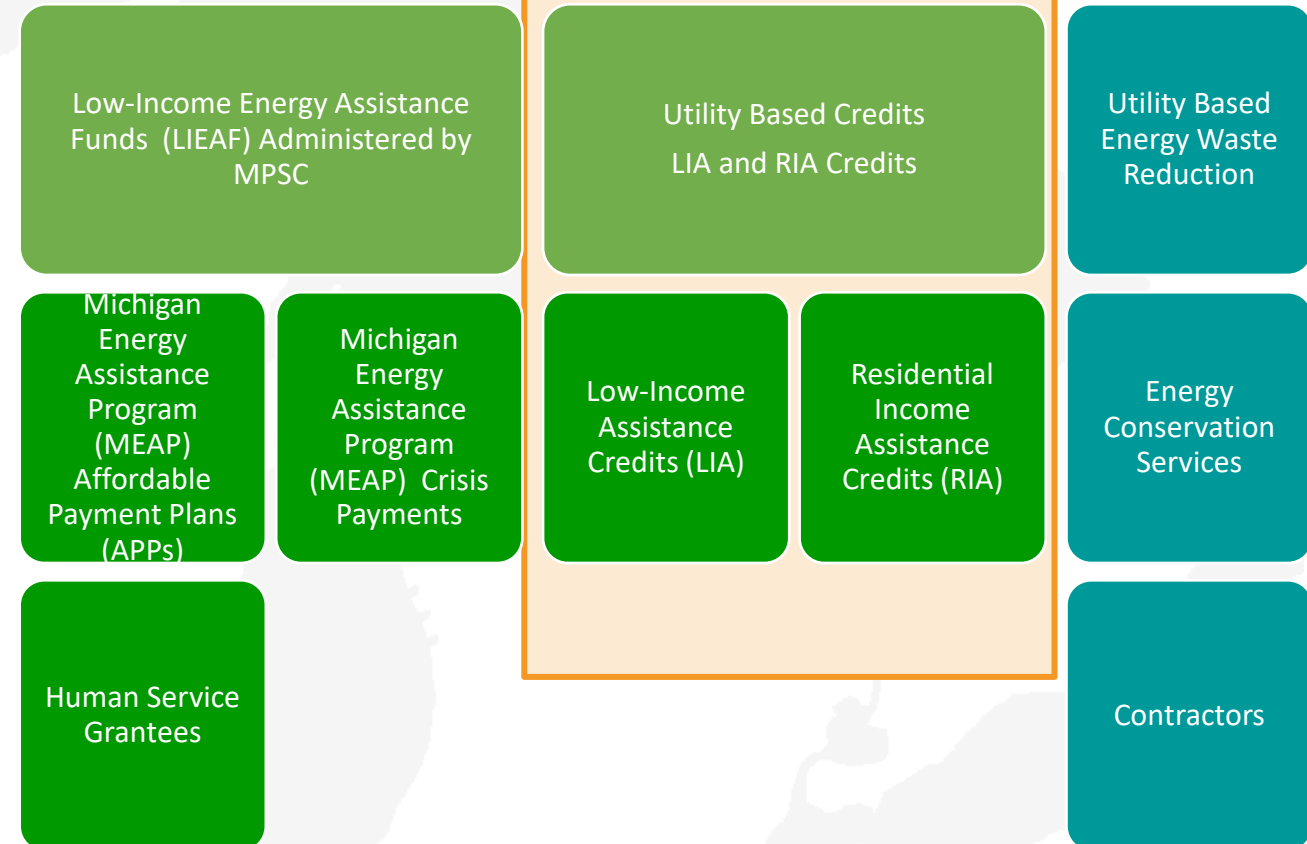 Low-Income Energy Assistance
Funds  (LIEAF) Administered by
MPSC
Utility Based Credits
LIA and RIA Credits
Utility Based
Energy Waste
Reduction
Michigan
Energy
Assistance
Program
(MEAP)
Affordable
Payment Plans
(APPs)
Michigan
Energy
Assistance
Program
(MEAP)  Crisis
Payments
Low-Income
Assistance
Credits (LIA)
Residential
Income
Assistance
Credits (RIA)
Energy
Conservation
Services
Human Service
Grantees
Contractors